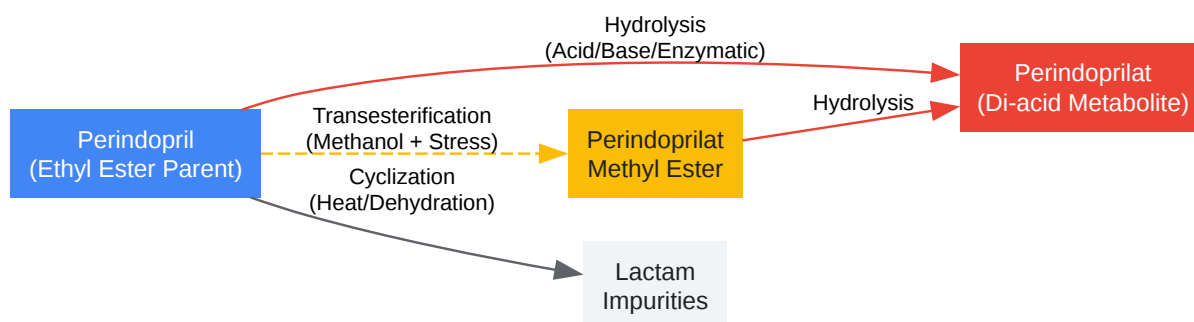 Hydrolysis
(Acid/Base/Enzymatic)
Perindoprilat
(Di-acid Metabolite)
Hydrolysis
Perindopril
(Ethyl Ester Parent)
Transesterification
(Methanol + Stress)
Perindoprilat
Methyl Ester
Cyclization
(Heat/Dehydration)
Lactam
Impurities